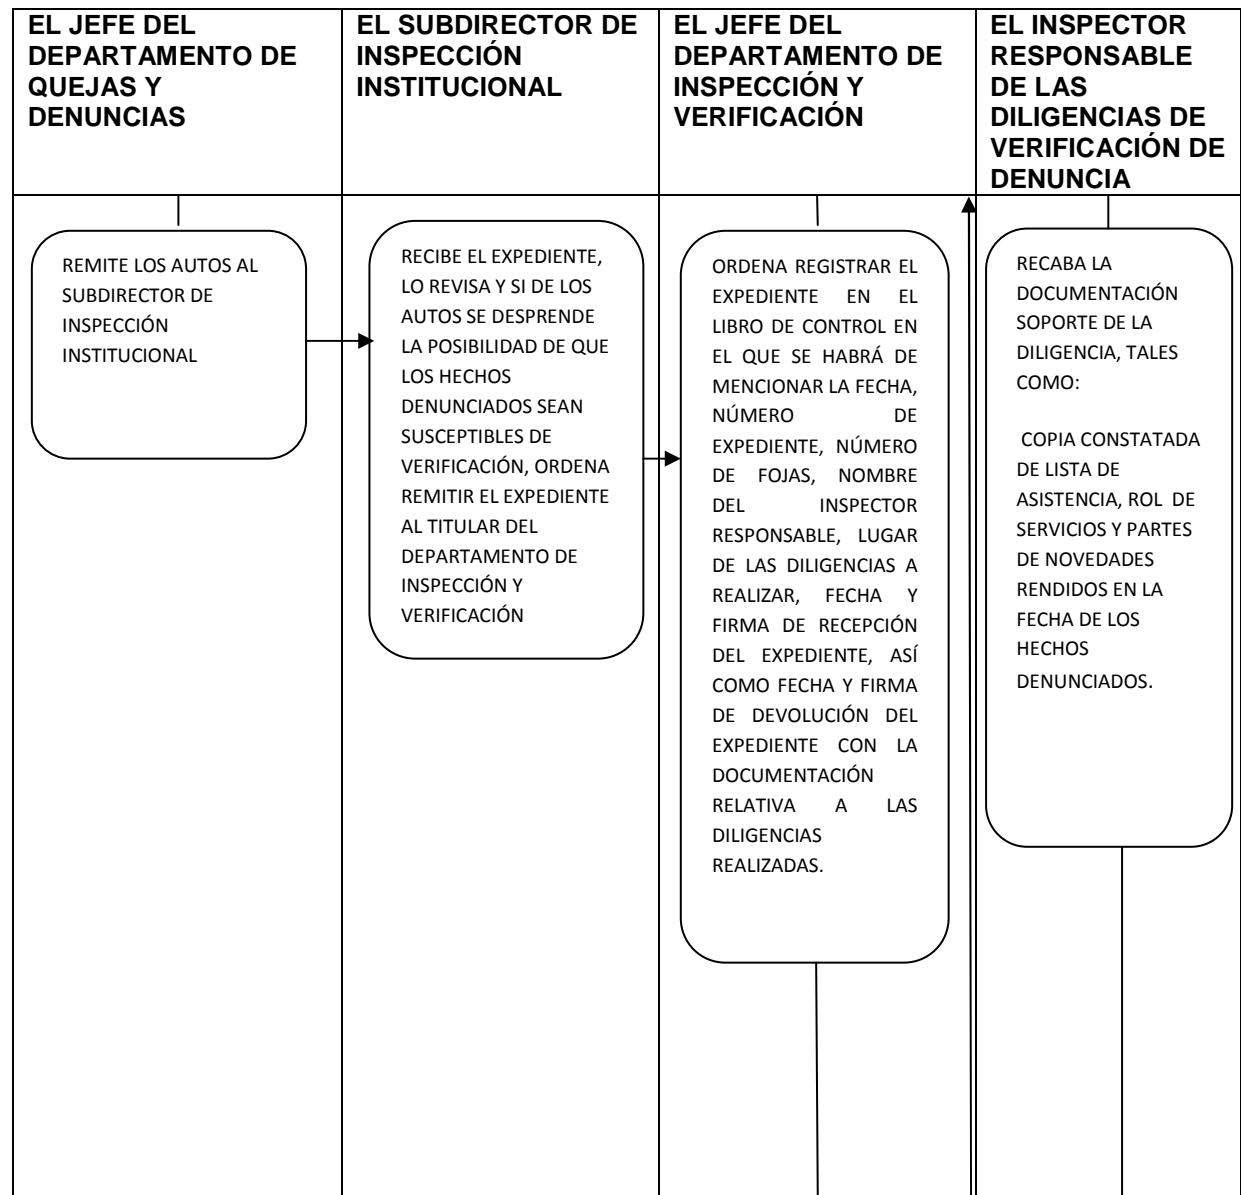 EL JEFE DEL
DEPARTAMENTO DE
QUEJAS Y
DENUNCIAS
EL SUBDIRECTOR DE
INSPECCIÓN
INSTITUCIONAL
EL JEFE DEL
DEPARTAMENTO DE
INSPECCIÓN Y
VERIFICACIÓN
EL INSPECTOR
RESPONSABLE
DE LAS
DILIGENCIAS DE
VERIFICACIÓN DE
DENUNCIA
REMITE LOS AUTOS AL
SUBDIRECTOR DE
INSPECCIÓN
INSTITUCIONAL
RECIBE EL EXPEDIENTE,
LO REVISA Y SI DE LOS
AUTOS SE DESPRENDE
LA POSIBILIDAD DE QUE
LOS HECHOS
DENUNCIADOS SEAN
SUSCEPTIBLES DE
VERIFICACIÓN, ORDENA
REMITIR EL EXPEDIENTE
AL TITULAR DEL
DEPARTAMENTO DE
INSPECCIÓN Y
VERIFICACIÓN
ORDENA REGISTRAR EL
EXPEDIENTE EN EL
LIBRO DE CONTROL EN
EL QUE SE HABRÁ DE
MENCIONAR LA FECHA,
NÚMERO DE
EXPEDIENTE, NÚMERO
DE FOJAS, NOMBRE
DEL INSPECTOR
RESPONSABLE, LUGAR
DE LAS DILIGENCIAS A
REALIZAR, FECHA Y
FIRMA DE RECEPCIÓN
DEL EXPEDIENTE, ASÍ
COMO FECHA Y FIRMA
DE DEVOLUCIÓN DEL
EXPEDIENTE CON LA
DOCUMENTACIÓN
RELATIVA A LAS
DILIGENCIAS
REALIZADAS.
RECABA LA
DOCUMENTACIÓN
SOPORTE DE LA
DILIGENCIA, TALES
COMO:
COPIA CONSTATADA
DE LISTA DE
ASISTENCIA, ROL DE
SERVICIOS Y PARTES
DE NOVEDADES
RENDIDOS EN LA
FECHA DE LOS
HECHOS
DENUNCIADOS.